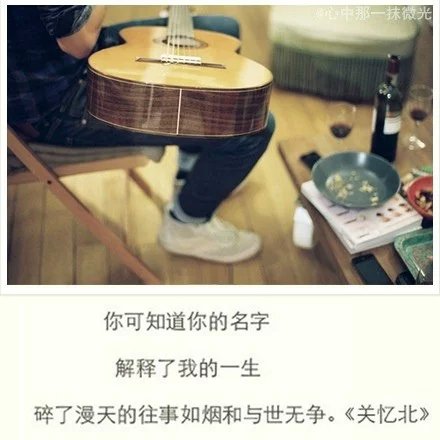 @心中那一抹微光
你可知道你的名字
解释了我的一生
碎了漫天的往事如烟和与世无争。《关忆北》